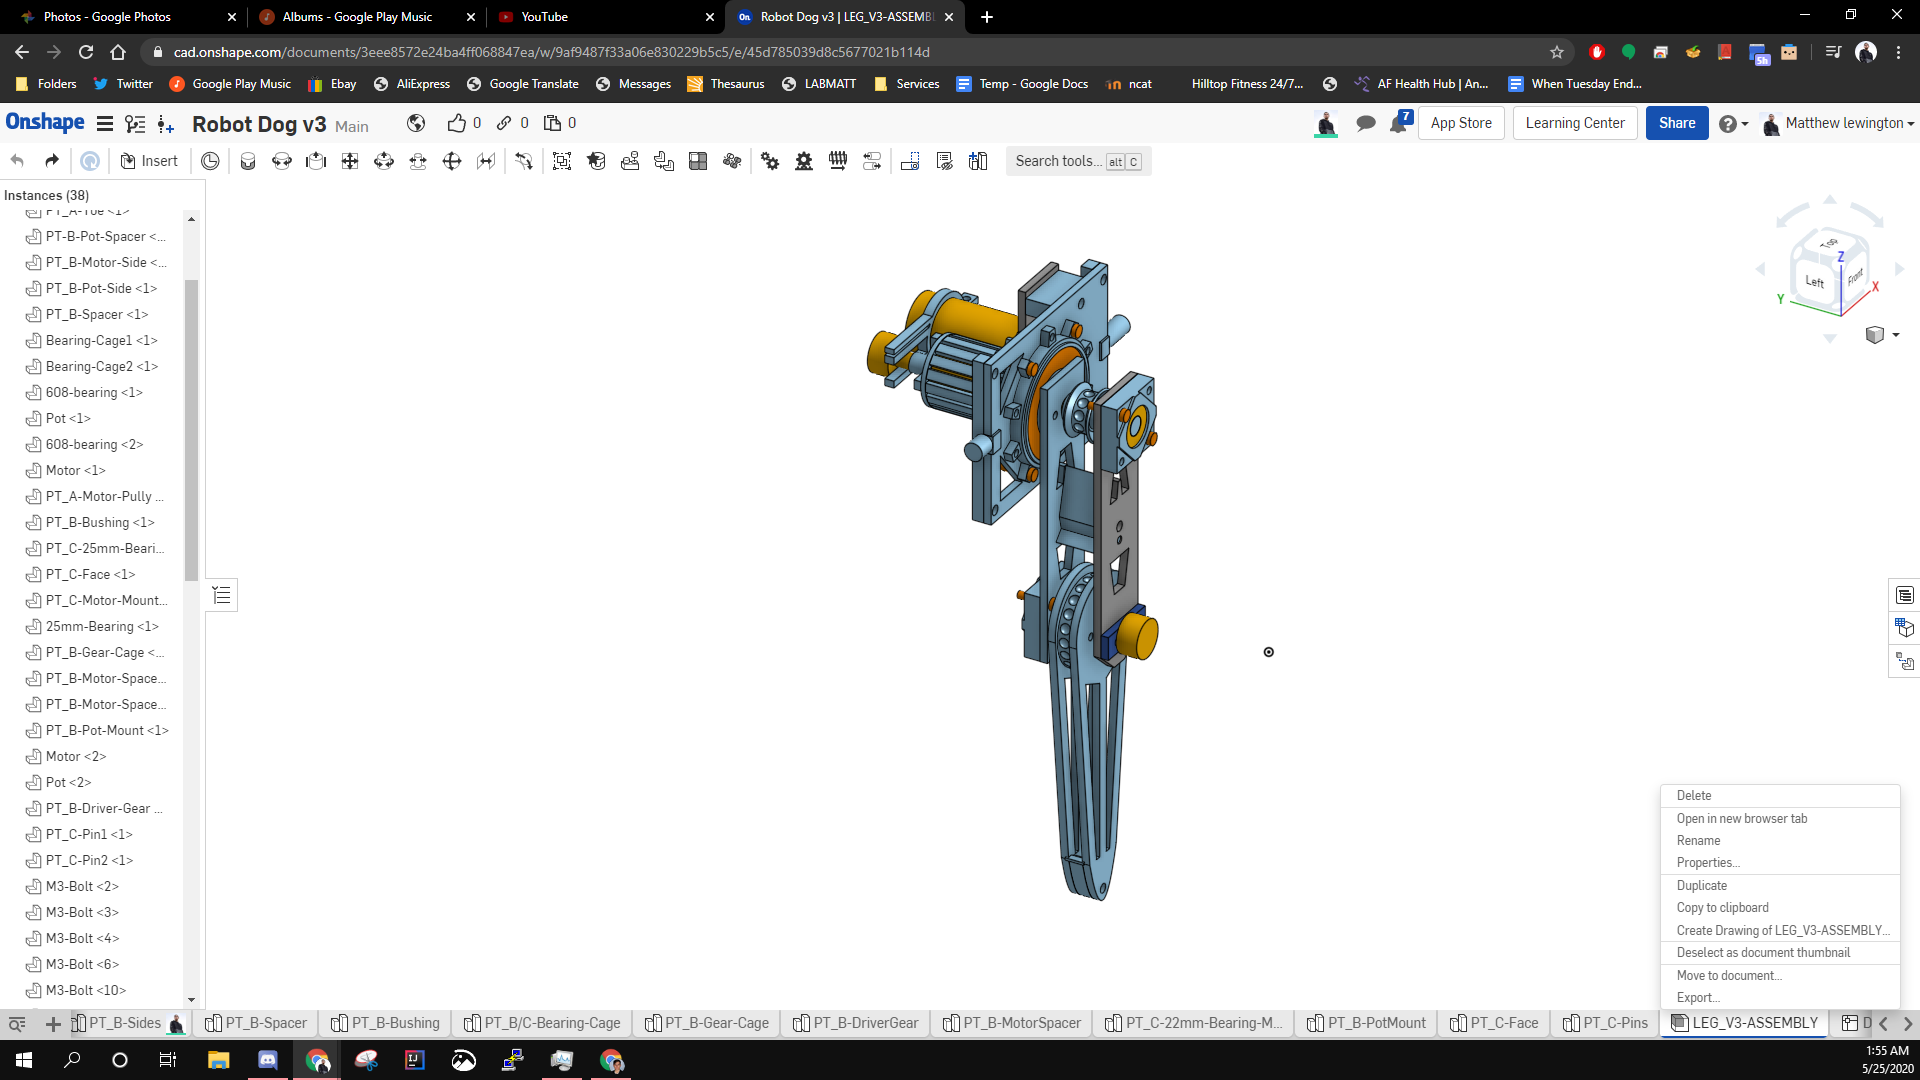 Photos - Google Photos
Albums - Google Play Music
YouTube
Robot Dog v3 | LEG_V3-ASSEMBL
cad.onshape.com/documents/3eee8572e24ba4ff068847ea/w/9af9487f33a06e830229b5c5/e/45d785039d8c5677021b114d
5h
Folders Twitter Google Play Music Ebay AliExpress Google Translate Messages Thesaurus LABMATT Services Temp - Google Docs ncat Hilltop Fitness 24/7... AF Health Hub | An... When Tuesday End...
Onshape Robot Dog v3 Main 0 0 0 7 App Store Learning Center Share Matthew lewington
Insert Search tools... alt C
Instances (38)
PT_A-Toe <1>
PT-B-Pot-Spacer <...
PT_B-Motor-Side <...
PT_B-Pot-Side <1>
PT_B-Spacer <1>
Bearing-Cage1 <1>
Bearing-Cage2 <1>
608-bearing <1>
Pot <1>
608-bearing <2>
Motor <1>
PT_A-Motor-Pully ...
PT_B-Bushing <1>
PT_C-25mm-Beari...
PT_C-Face <1>
PT_C-Motor-Mount...
25mm-Bearing <1>
PT_B-Gear-Cage <...
PT_B-Motor-Space...
PT_B-Motor-Space...
PT_B-Pot-Mount <1>
Motor <2>
Pot <2>
PT_B-Driver-Gear ...
PT_C-Pin1 <1>
PT_C-Pin2 <1>
M3-Bolt <2>
M3-Bolt <3>
M3-Bolt <4>
M3-Bolt <6>
M3-Bolt <10>
Top
Z
Left Front
X
Y
Delete
Open in new browser tab
Rename
Properties...
Duplicate
Copy to clipboard
Create Drawing of LEG_V3-ASSEMBLY...
Deselect as document thumbnail
Move to document...
Export...
PT_B-Sides PT_B-Spacer PT_B-Bushing PT_B/C-Bearing-Cage PT_B-Gear-Cage PT_B-DriverGear PT_B-MotorSpacer PT_C-22mm-Bearing-M... PT_B-PotMount PT_C-Face PT_C-Pins LEG_V3-ASSEMBLY D
1:55 AM
5/25/2020